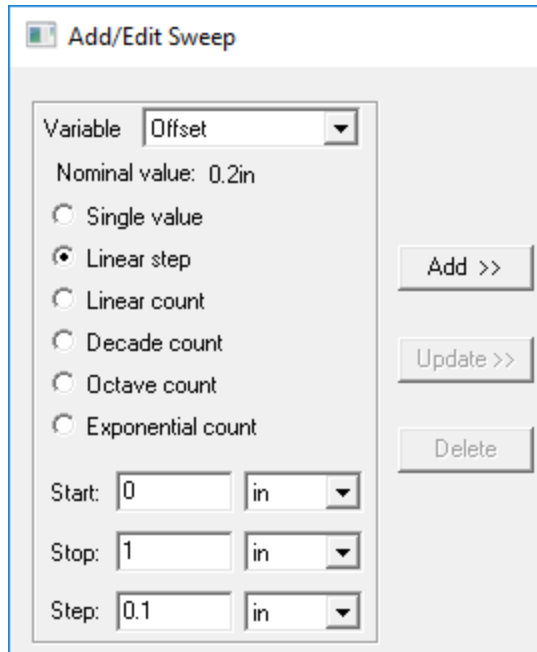 Add/Edit Sweep
Variable Offset
Nominal value: 0.2in
Single value
Linear step
Add >>
Linear count
Decade count
Update >>
Octave count
Exponential count
Delete
Start: 0 in
Stop: 1 in
Step: 0.1 in